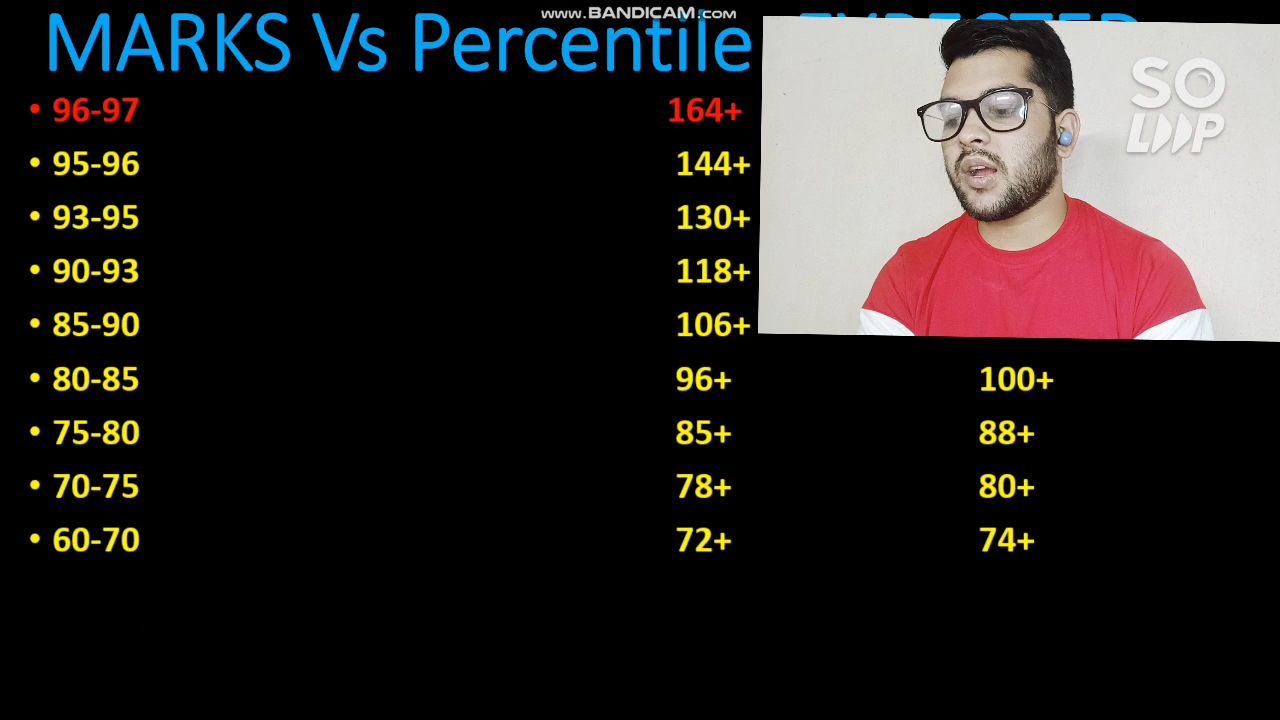 www.BANDICAM.com
MARKS Vs Percentile
• 96-97 164+
• 95-96 144+
• 93-95 130+
• 90-93 118+
• 85-90 106+
• 80-85 96+ 100+
• 75-80 85+ 88+
• 70-75 78+ 80+
• 60-70 72+ 74+
SO
LOOP